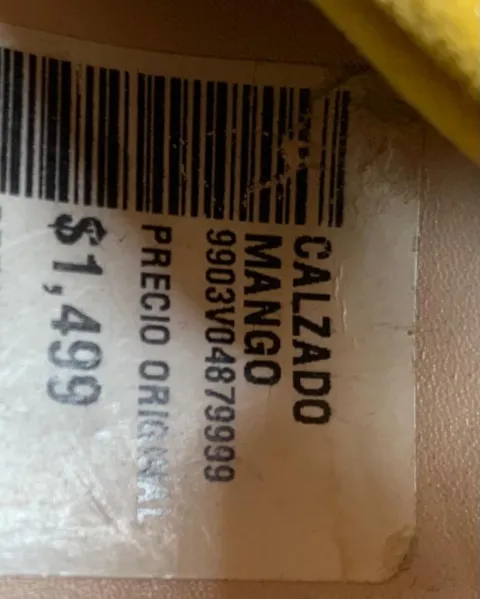 CALZADO
MANGO
9903V04879999
PRECIO ORIGINAL
$1,499